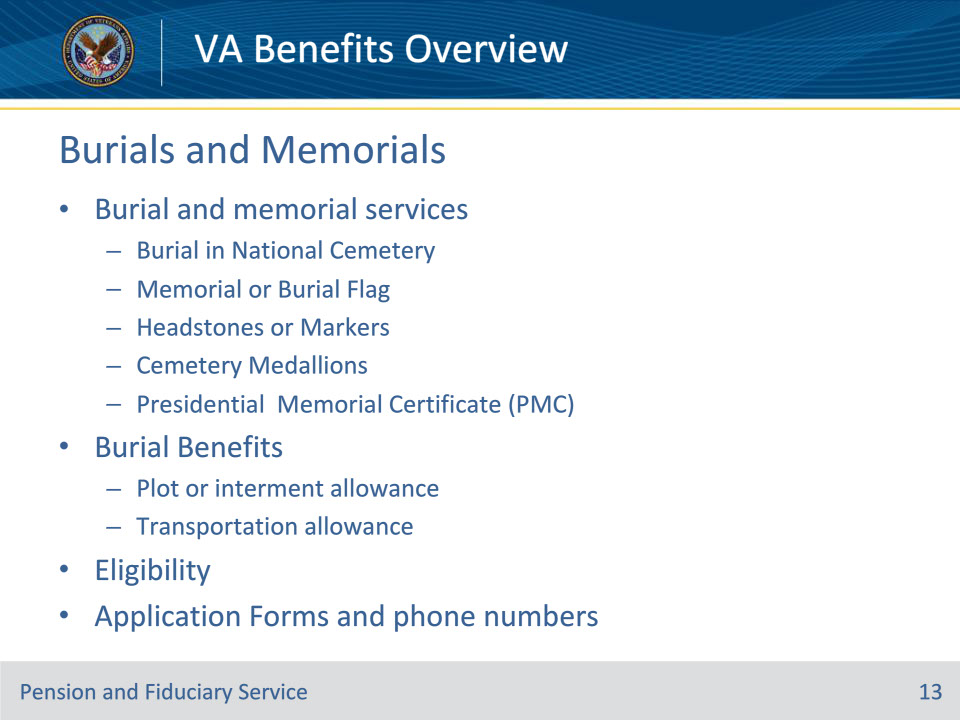 VA Benefits Overview
Burials and Memorials
• Burial and memorial services
– Burial in National Cemetery
– Memorial or Burial Flag
– Headstones or Markers
– Cemetery Medallions
– Presidential  Memorial Certificate (PMC)
• Burial Benefits
– Plot or interment allowance
– Transportation allowance
• Eligibility
• Application Forms and phone numbers
Pension and Fiduciary Service
13